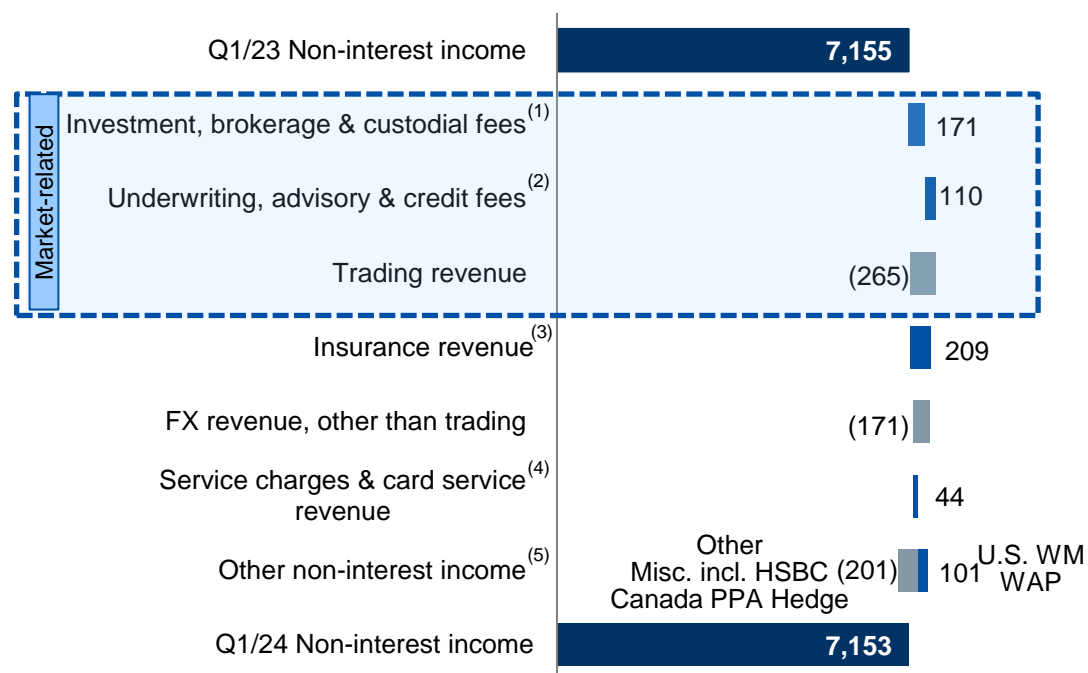 Q1/23 Non-interest income 7,155
Market-related
Investment, brokerage & custodial fees(1) 171
Underwriting, advisory & credit fees(2) 110
Trading revenue (265)
Insurance revenue(3) 209
FX revenue, other than trading (171)
Service charges & card service(4)
revenue
44
Other non-interest income(5)
Other
Misc. incl. HSBC
Canada PPA Hedge
(201)
101
U.S. WM
WAP
Q1/24 Non-interest income 7,153